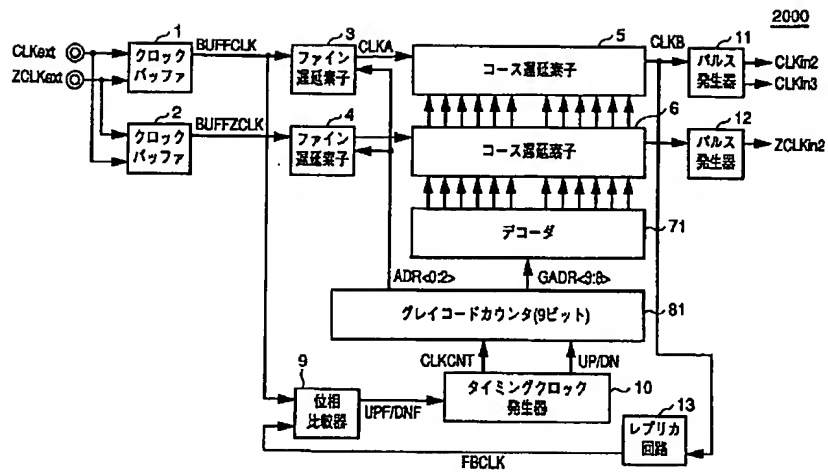 2000
CLKext
ZCLKext
1
クロック
バッファ
BUFFCLK
3
ファイン
遅延素子
CLKA
5
コース遅延素子
CLKB
11
パルス
発生器
CLKin2
CLKin3
2
クロック
バッファ
BUFFZCLK
4
ファイン
遅延素子
6
コース遅延素子
12
パルス
発生器
ZCLKin2
デコーダ
71
ADR<0:2>
GADR<3:8>
グレイコードカウンタ(9ビット)
81
CLKCNT
UP/DN
9
位相
比較器
UPF/DNF
タイミングクロック
発生器
10
13
レプリカ
回路
FBCLK